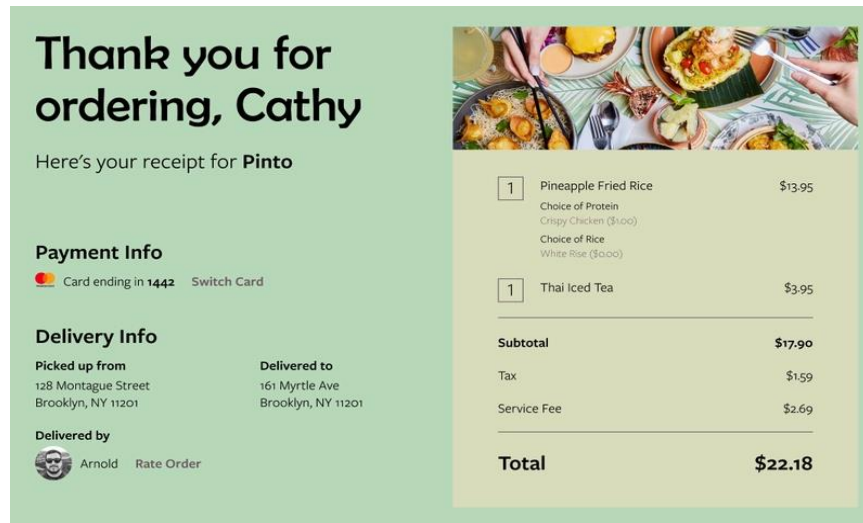 Thank you for
ordering, Cathy
Here's your receipt for Pinto
Payment Info
Card ending in 1442 Switch Card
Delivery Info
Picked up from
128 Montague Street
Brooklyn, NY 11201
Delivered to
161 Myrtle Ave
Brooklyn, NY 11201
Delivered by
Arnold Rate Order
1 Pineapple Fried Rice $13.95
Choice of Protein
Crispy Chicken ($1.00)
Choice of Rice
White Rise ($0.00)
1 Thai Iced Tea $3.95
Subtotal $17.90
Tax $1.59
Service Fee $2.69
Total $22.18